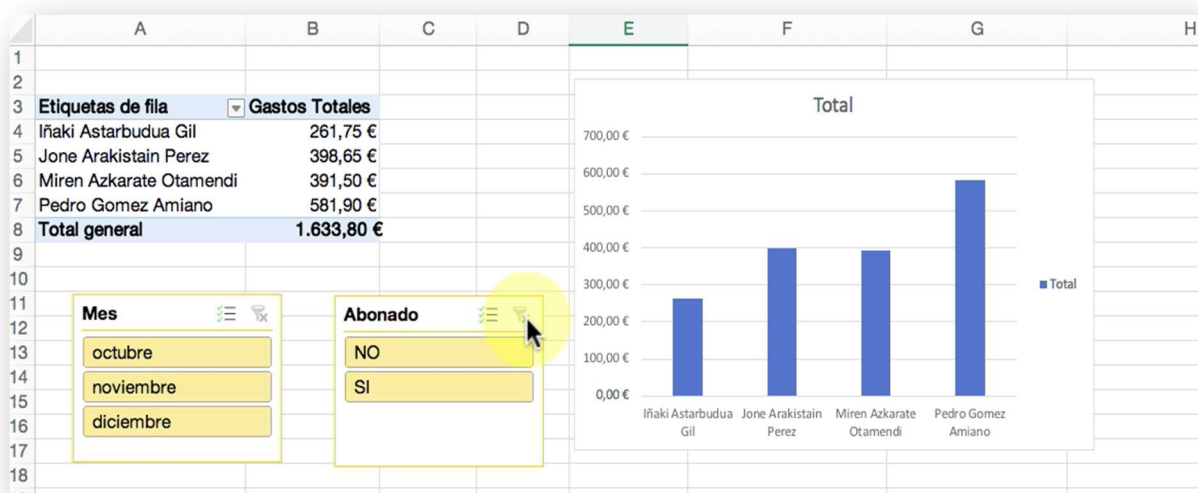 A B C D E F G H
1
2
3 Etiquetas de fila Gastos Totales
4 Iñaki Astarbudua Gil 261,75 €
5 Jone Arakistain Perez 398,65 €
6 Miren Azkarate Otamendi 391,50 €
7 Pedro Gomez Amiano 581,90 €
8 Total general 1.633,80 €
9
10
11
12
13
14
15
16
17
18
Mes
octubre
noviembre
diciembre
Abonado
NO
SI
Total
700,00 €
600,00 €
500,00 €
400,00 €
300,00 €
200,00 €
100,00 €
0,00 €
Iñaki Astarbudua Jone Arakistain Miren Azkarate Pedro Gomez
Gil Perez Otamendi Amiano
Total